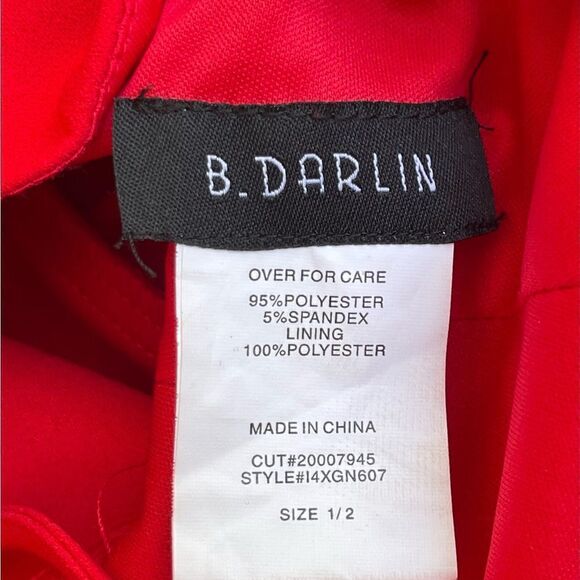 B.DARLIN
OVER FOR CARE
95%POLYESTER
5%SPANDEX
LINING
100%POLYESTER
MADE IN CHINA
CUT#20007945
STYLE#I4XGN607
SIZE 1/2